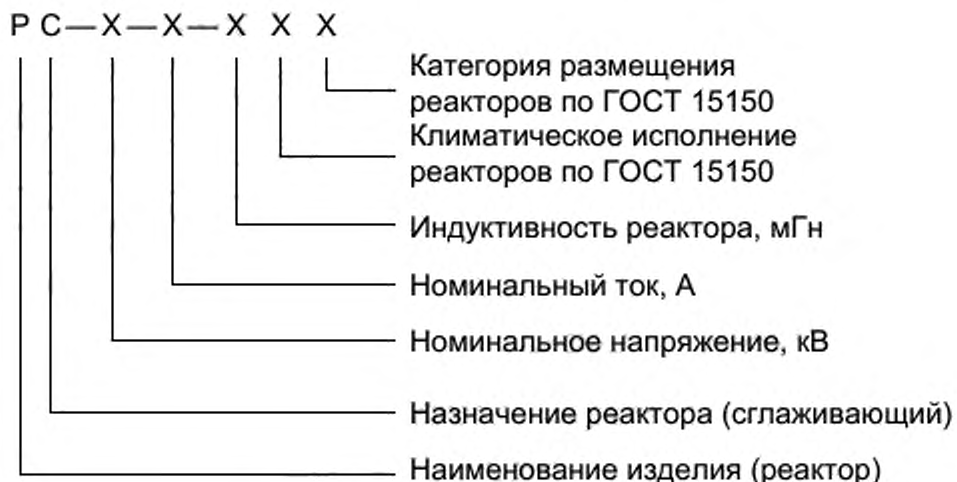 Р С—Х—Х—Х Х Х
Категория размещения
реакторов по ГОСТ 15150
Климатическое исполнение
реакторов по ГОСТ 15150
Индуктивность реактора, мГн
Номинальный ток, А
Номинальное напряжение, кВ
Назначение реактора (сглаживающий)
Наименование изделия (реактор)